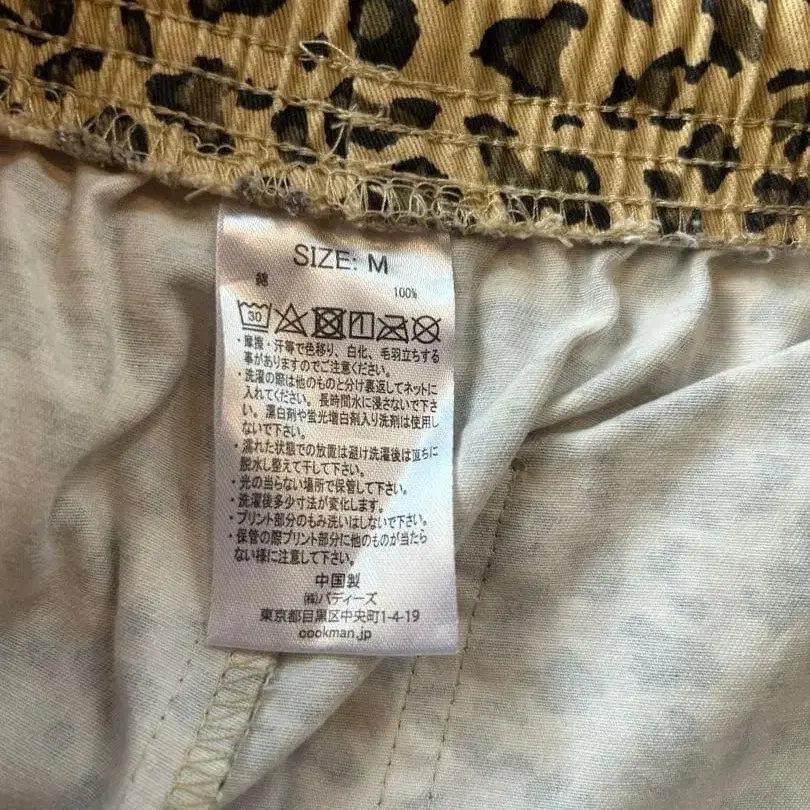 SIZE: M
綿 100%
30
・摩擦・汗等で色移り、白化、毛羽立ちする
事がありますのでご注意ください。
・洗濯の際は他のものと分け裏返してネットに
入れてください。長時間水に浸さないで下さ
い。漂白剤や蛍光増白剤入り洗剤は使用し
ないで下さい。
・濡れた状態での放置は避け洗濯後は直ちに
脱水し整えて干して下さい。
・光の当らない場所で保管して下さい。
・洗濯後多少寸法が変化します。
・プリント部分のもみ洗いはしないで下さい。
・保管の際プリント部分に他のものが当たら
ない様に注意して下さい。
中国製
㈱バディーズ
東京都目黒区中央町1-4-19
cookman.jp